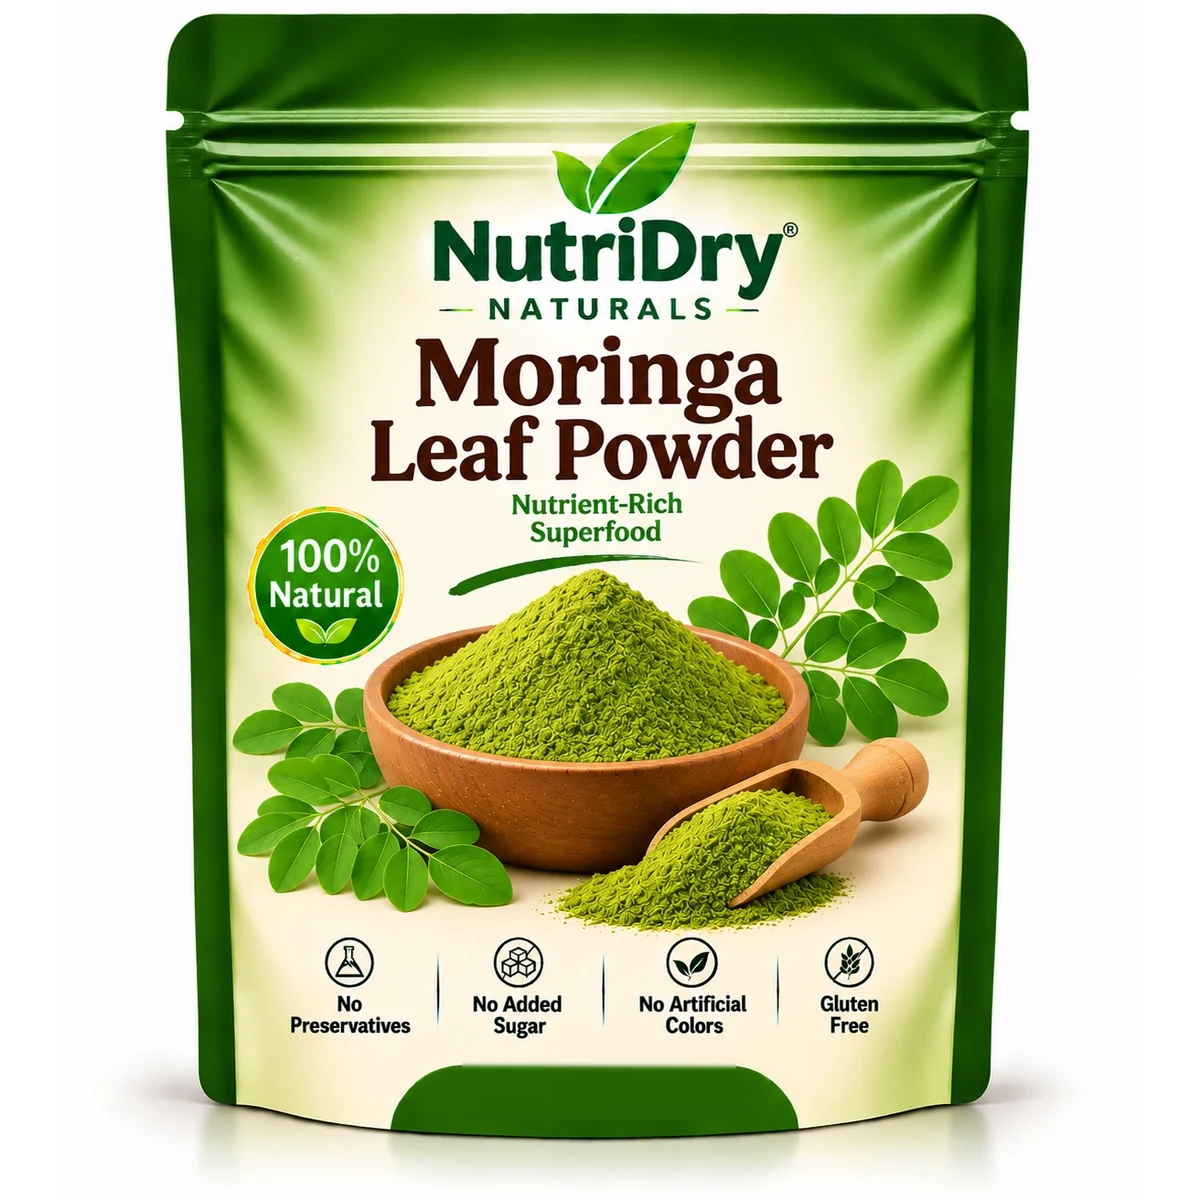 NutriDry®
NATURALS
Moringa
Leaf Powder
Nutrient-Rich
Superfood
100%
Natural
No
Preservatives
No Added
Sugar
No Artificial
Colors
Gluten
Free